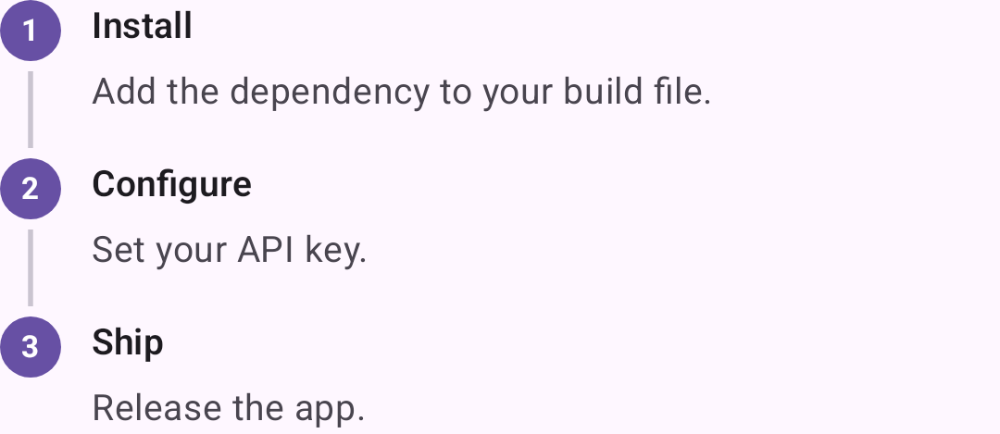 1 Install
Add the dependency to your build file.
2 Configure
Set your API key.
3 Ship
Release the app.